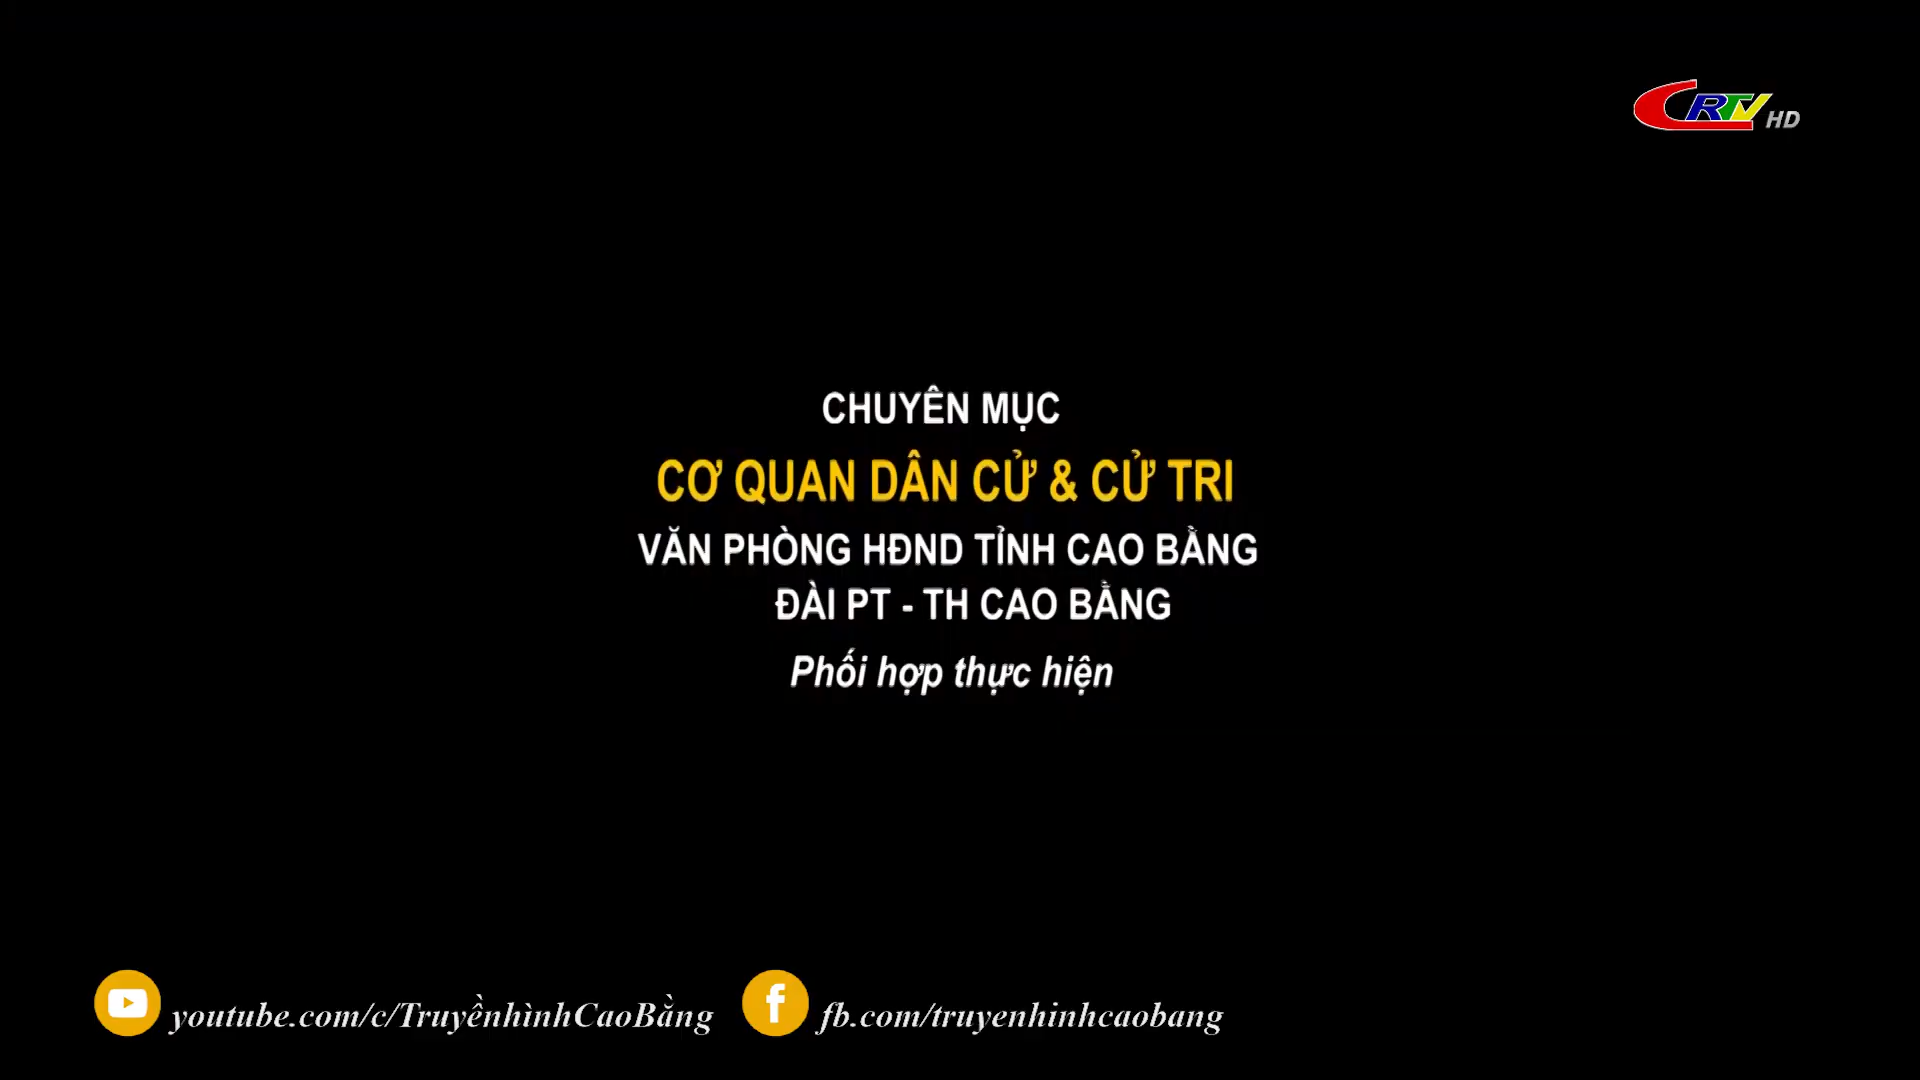 CRTV HD
CHUYÊN MỤC
CƠ QUAN DÂN CỬ & CỬ TRI
VĂN PHÒNG HĐND TỈNH CAO BẰNG
ĐÀI PT - TH CAO BẰNG
Phối hợp thực hiện
youtube.com/c/TruyềnhìnhCaoBằng
fb.com/truyenhinhcaobang